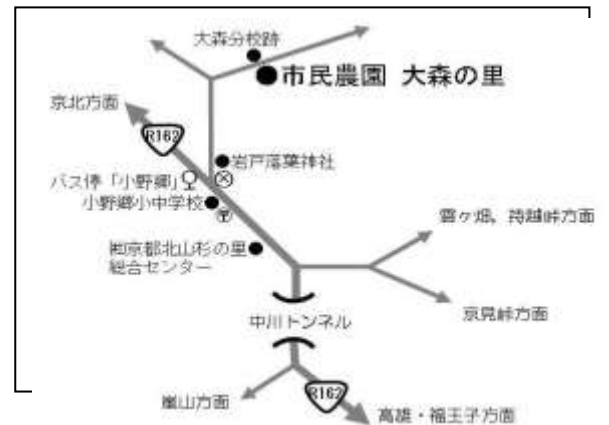 大森分校跡
市民農園 大森の里
京北方面
R162
岩戸落葉神社
バス停「小野郷」
小野郷小中学校
㈱京都北山杉の里
総合センター
雲ヶ畑，持越峠方面
京見峠方面
中川トンネル
嵐山方面
R162
高雄・福王子方面